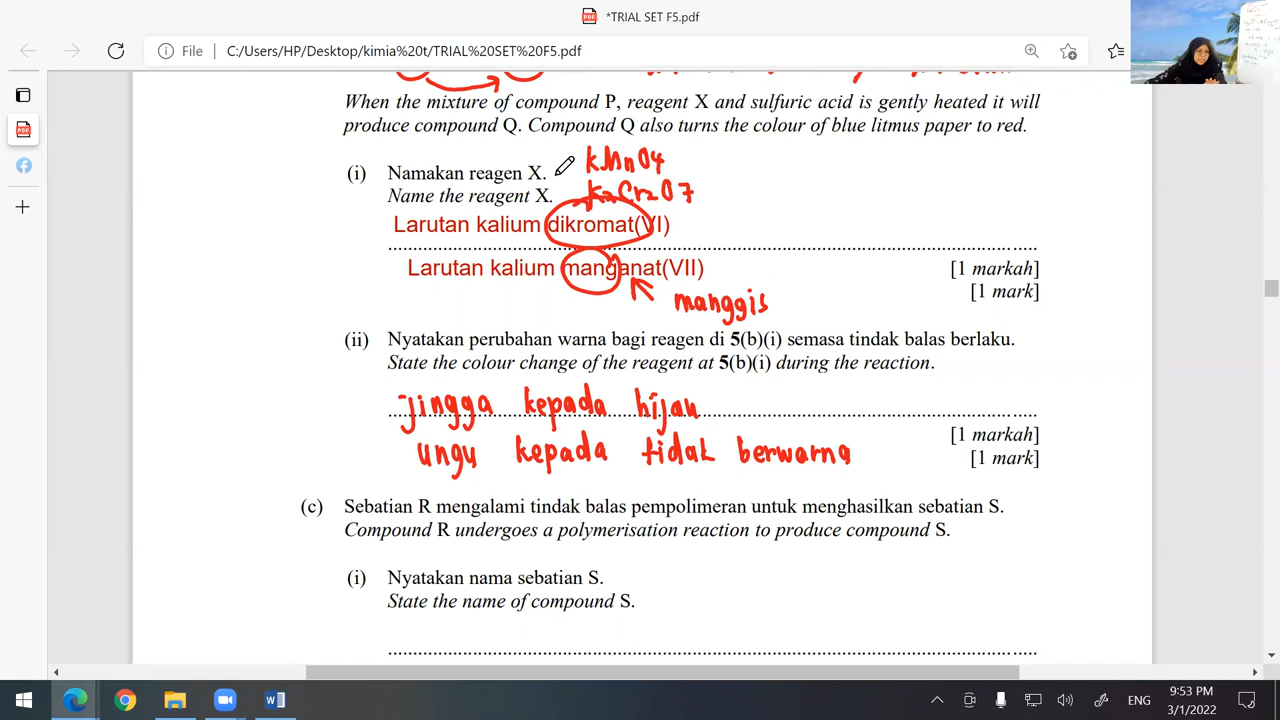 *TRIAL SET F5.pdf
File C:/Users/HP/Desktop/kimia%20t/TRIAL%20SET%20F5.pdf
When the mixture of compound P, reagent X and sulfuric acid is gently heated it will
produce compound Q. Compound Q also turns the colour of blue litmus paper to red.
KMnO4
(i) Namakan reagen X.
K2Cr2O7
Name the reagent X.
Larutan kalium dikromat(VI)
Larutan kalium manganat(VII)
[1 markah]
[1 mark]
manggis
(ii) Nyatakan perubahan warna bagi reagen di 5(b)(i) semasa tindak balas berlaku.
State the colour change of the reagent at 5(b)(i) during the reaction.
jingga kepada hijau
[1 markah]
ungu kepada tidak berwarna
[1 mark]
(c) Sebatian R mengalami tindak balas pempolimeran untuk menghasilkan sebatian S.
Compound R undergoes a polymerisation reaction to produce compound S.
(i) Nyatakan nama sebatian S.
State the name of compound S.
ENG
9:53 PM
3/1/2022